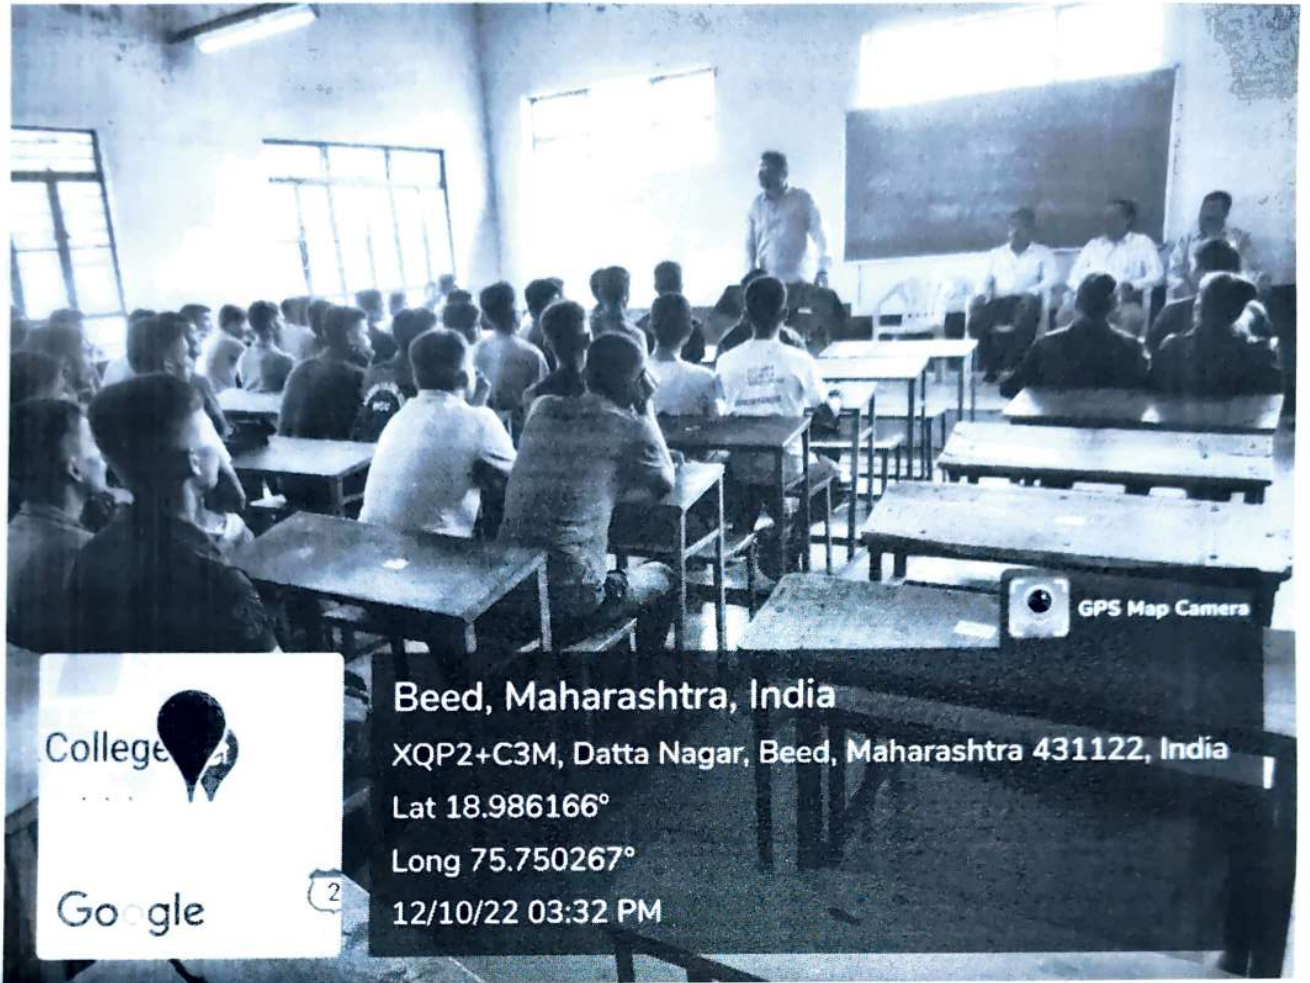 GPS Map Camera
Beed, Maharashtra, India
XQP2+C3M, Datta Nagar, Beed, Maharashtra 431122, India
Lat 18.986166°
Long 75.750267°
12/10/22 03:32 PM
College
Google
2